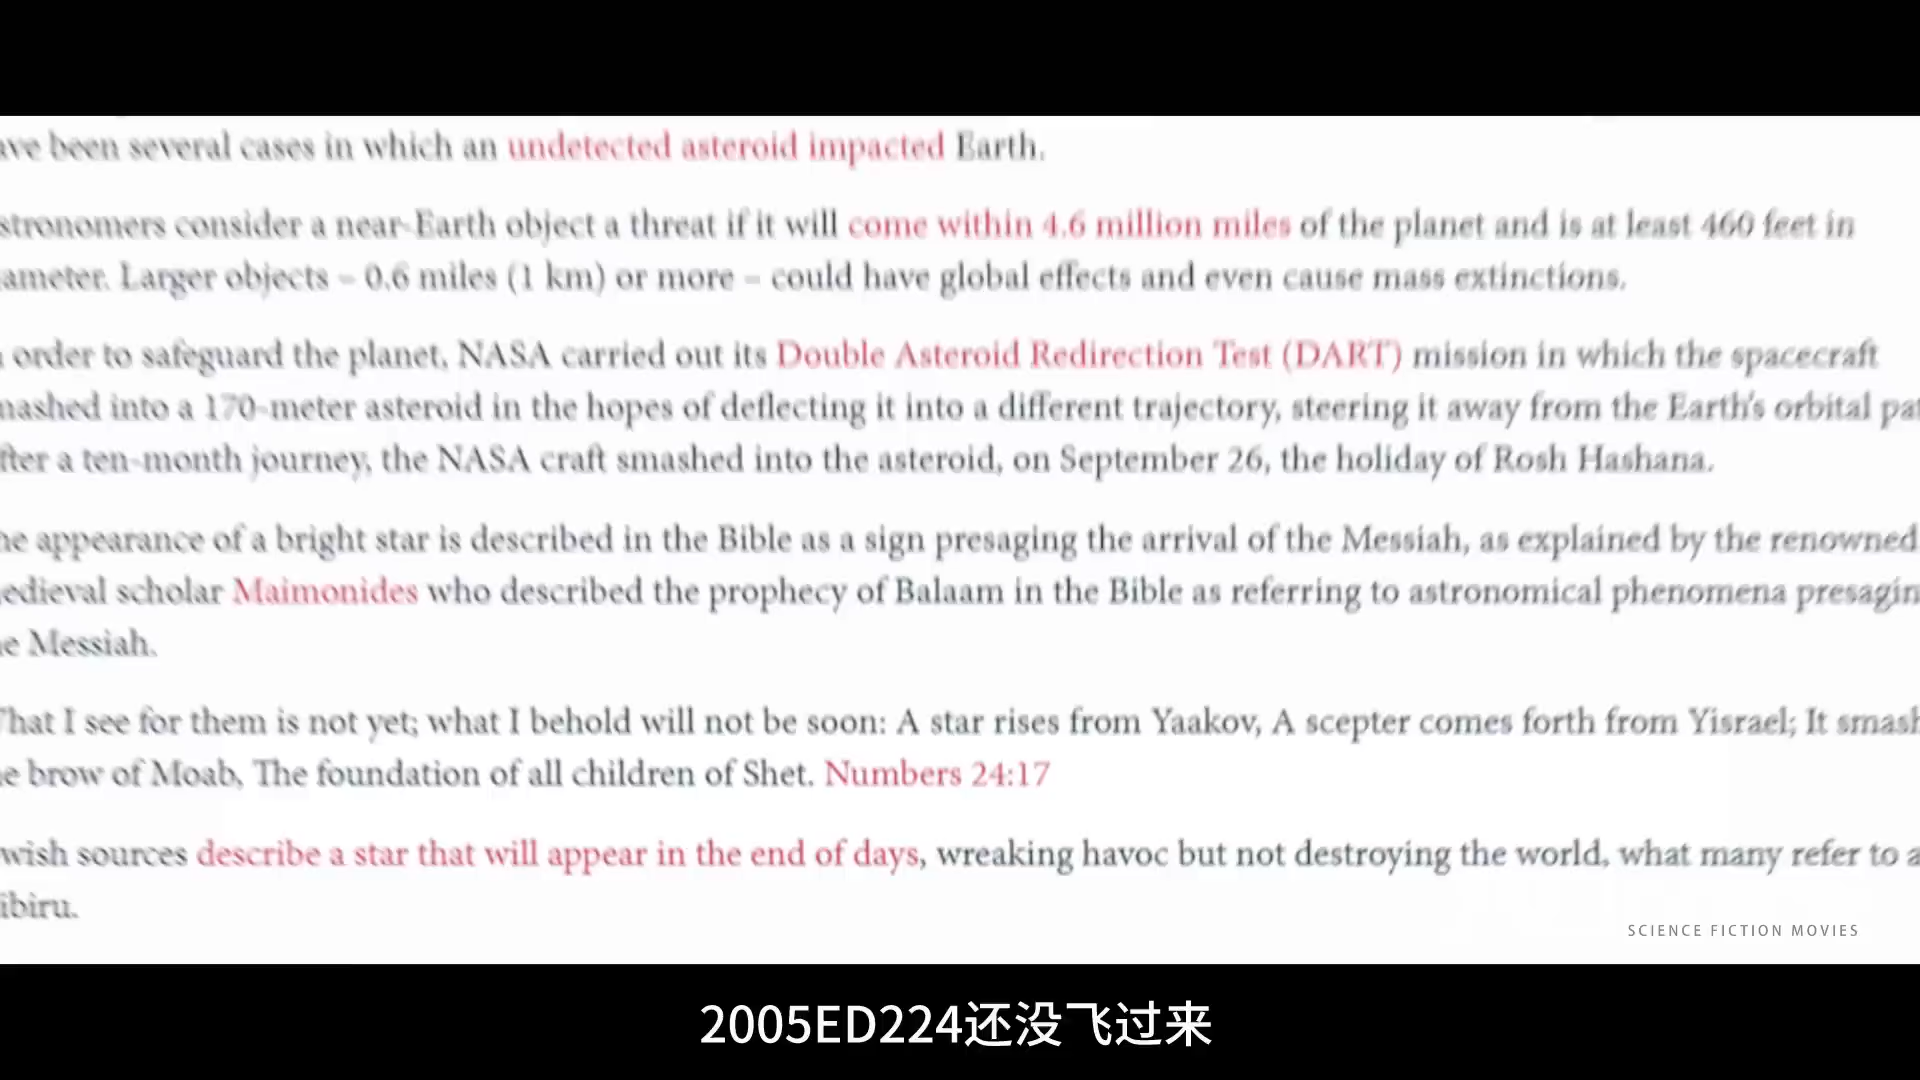 ave been several cases in which an undetected asteroid impacted Earth.
stronomers consider a near-Earth object a threat if it will come within 4.6 million miles of the planet and is at least 460 feet in
ameter. Larger objects – 0.6 miles (1 km) or more – could have global effects and even cause mass extinctions.
order to safeguard the planet, NASA carried out its Double Asteroid Redirection Test (DART) mission in which the spacecraft
mashed into a 170-meter asteroid in the hopes of deflecting it into a different trajectory, steering it away from the Earth's orbital pat
fter a ten-month journey, the NASA craft smashed into the asteroid, on September 26, the holiday of Rosh Hashana.
he appearance of a bright star is described in the Bible as a sign presaging the arrival of the Messiah, as explained by the renowned
edieval scholar Maimonides who described the prophecy of Balaam in the Bible as referring to astronomical phenomena presagin
e Messiah.
hat I see for them is not yet; what I behold will not be soon: A star rises from Yaakov, A scepter comes forth from Yisrael; It smash
e brow of Moab, The foundation of all children of Shet. Numbers 24:17
wish sources describe a star that will appear in the end of days, wreaking havoc but not destroying the world, what many refer to a
ibiru.
SCIENCE FICTION MOVIES
2005ED224还没飞过来